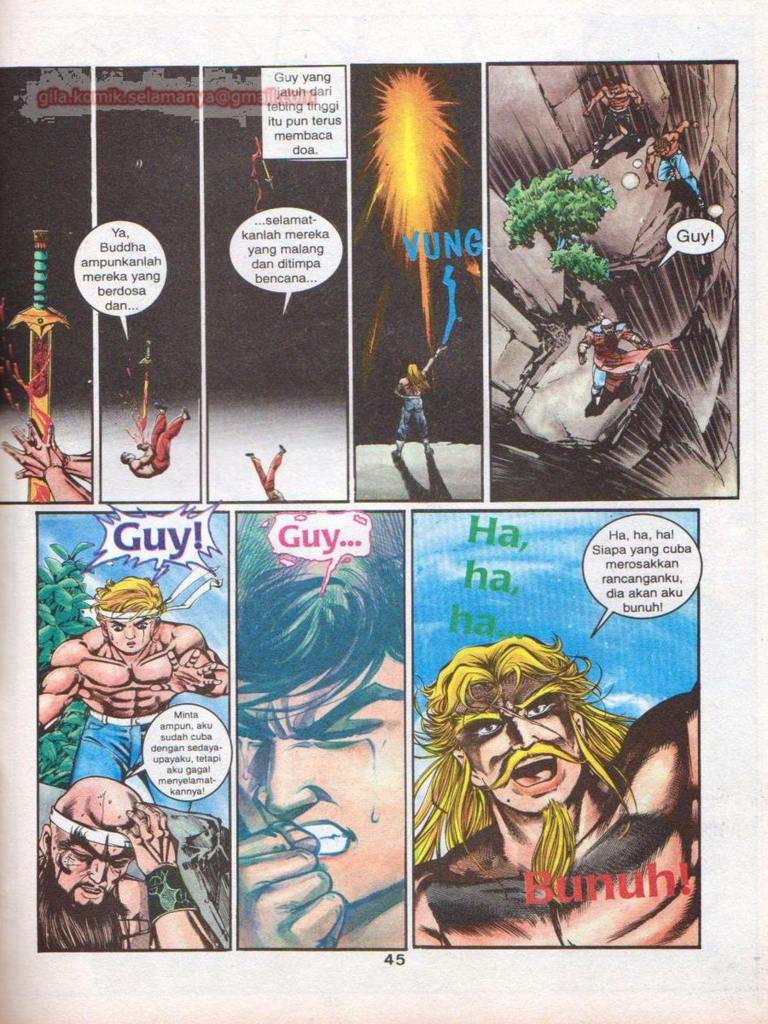 gila.komik.selamanya@gmail.com
Guy yang
jatuh dari
tebing tinggi
itu pun terus
membaca
doa.
Ya,
Buddha
ampunkanlah
mereka yang
berdosa
dan...
...selamat-
kanlah mereka
yang malang
dan ditimpa
bencana...
VUNG
Guy!
Guy!
Minta
ampun, aku
sudah cuba
dengan sedaya-
upayaku, tetapi
aku gagal
menyelamat-
kannya!
Guy...
Ha,
ha,
ha...
Ha, ha, ha!
Siapa yang cuba
merosakkan
rancanganku,
dia akan aku
bunuh!
Bunuh!
45